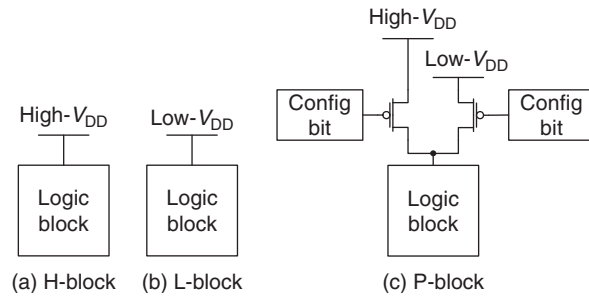 High-VDD
Low-VDD
Config
bit
Config
bit
High-VDD
Low-VDD
Logic
block
Logic
block
Logic
block
(a) H-block
(b) L-block
(c) P-block